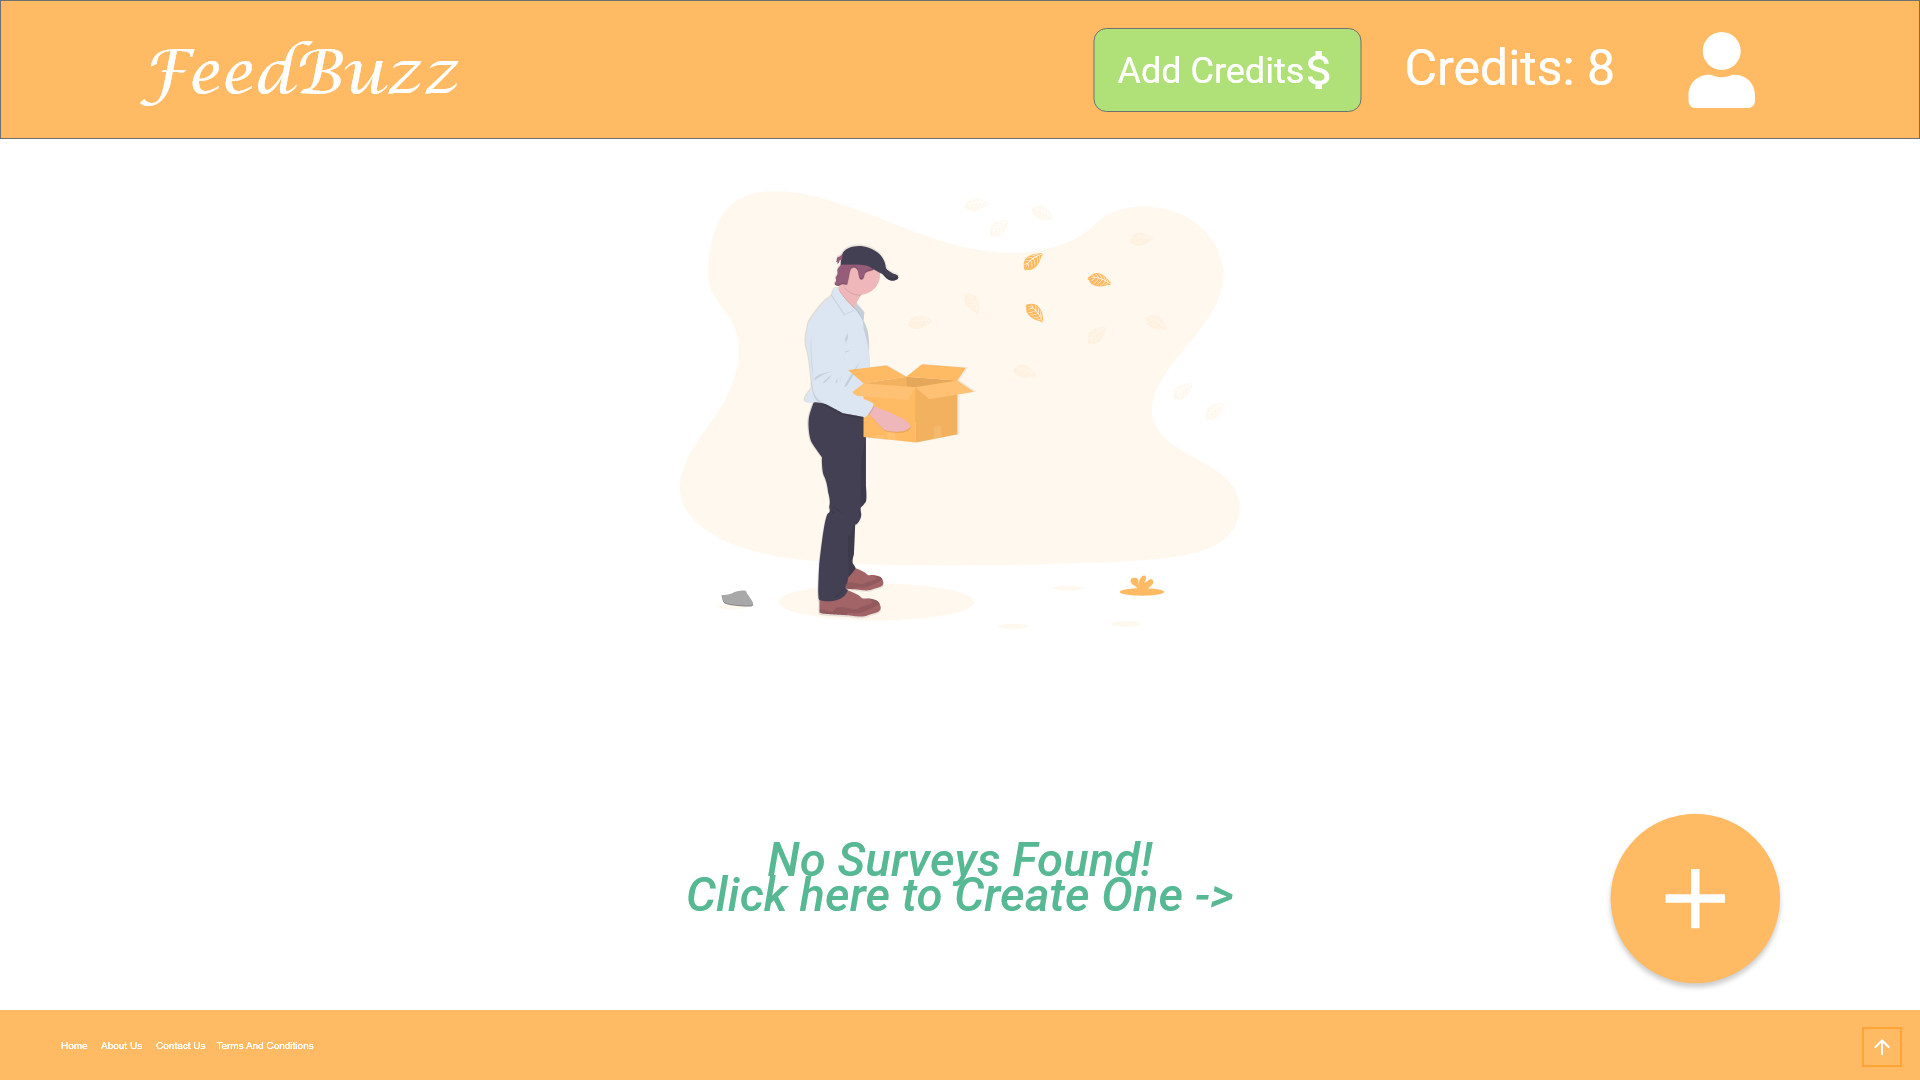 FeedBuzz
Add Credits$
Credits: 8
No Surveys Found!
Click here to Create One ->
Home About Us Contact Us Terms And Conditions